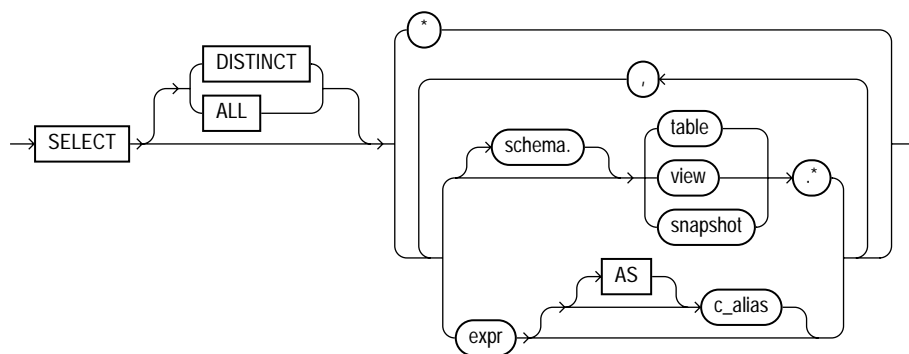 *
DISTINCT
,
ALL
SELECT
schema.
table
view
.*
snapshot
AS
c_alias
expr